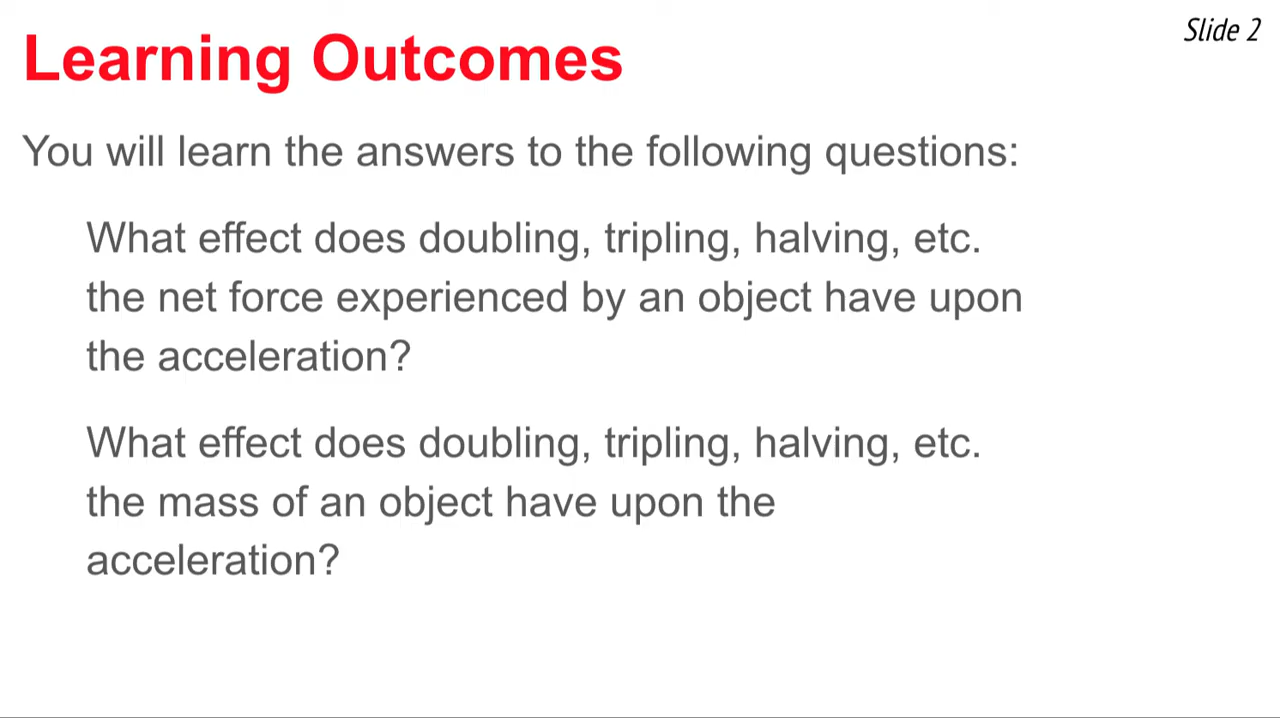 Slide 2
Learning Outcomes
You will learn the answers to the following questions:
What effect does doubling, tripling, halving, etc.
the net force experienced by an object have upon
the acceleration?
What effect does doubling, tripling, halving, etc.
the mass of an object have upon the
acceleration?